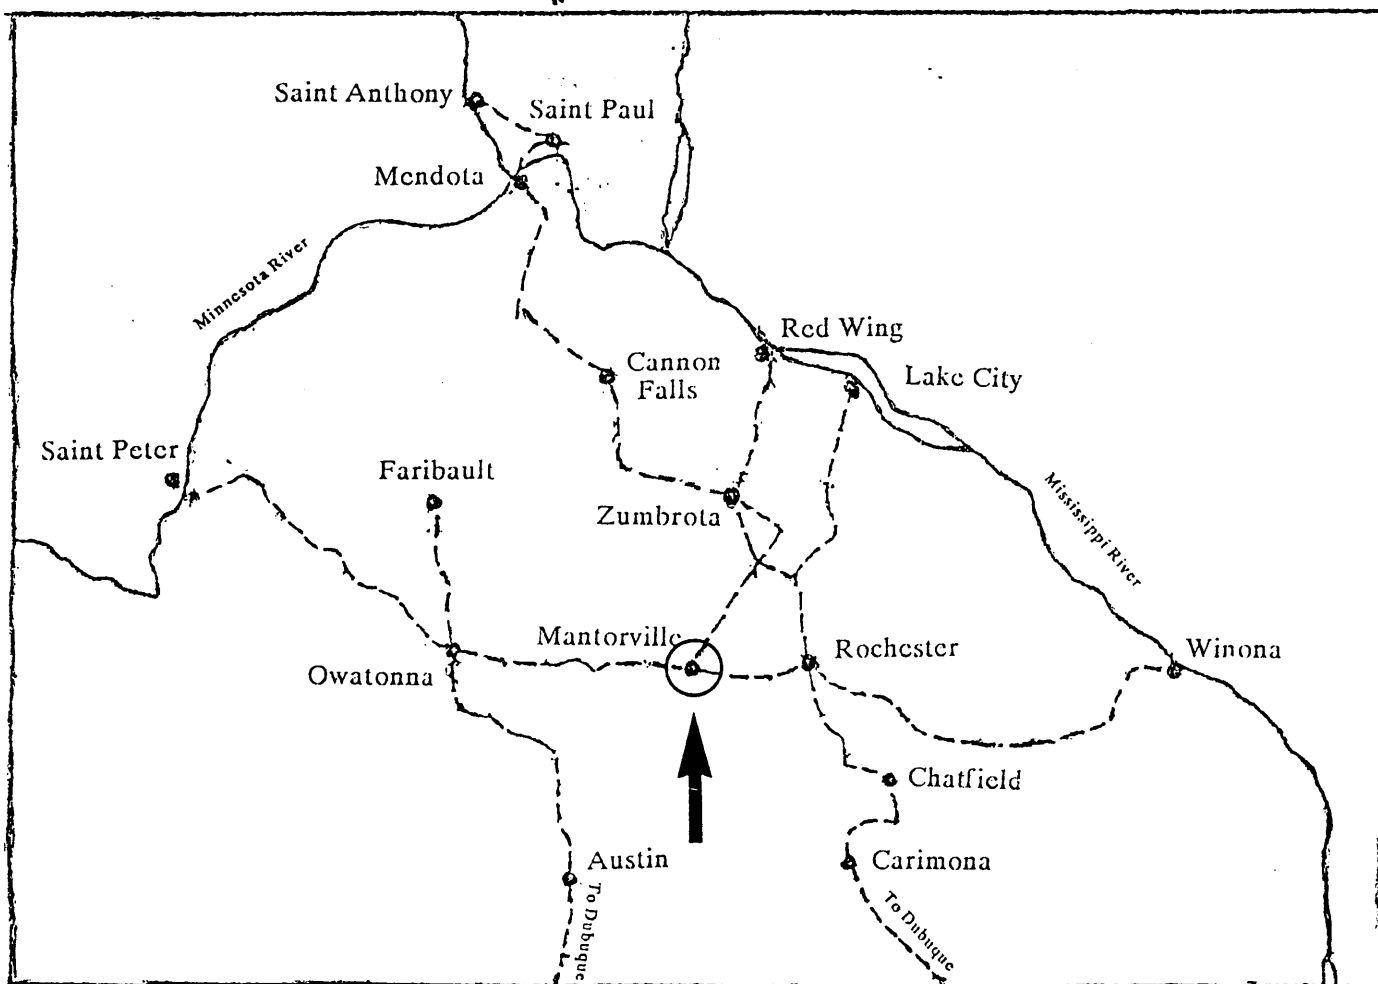 Saint Anthony
Saint Paul
Mendota
Minnesota River
Red Wing
Cannon
Falls
Lake City
Saint Peter
Faribault
Zumbrota
Mississippi River
Mantorville
Rochester
Winona
Owatonna
Chatfield
Austin
Carimona
To Dubuque
To Dubuque